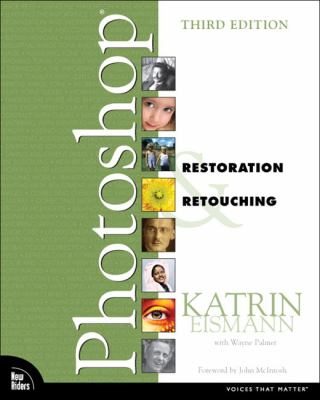 THIRD EDITION
Photoshop®
RESTORATION
&
RETOUCHING
KATRIN
EISMANN
with Wayne Palmer
Foreword by John McIntosh
New
Riders
VOICES THAT MATTER™